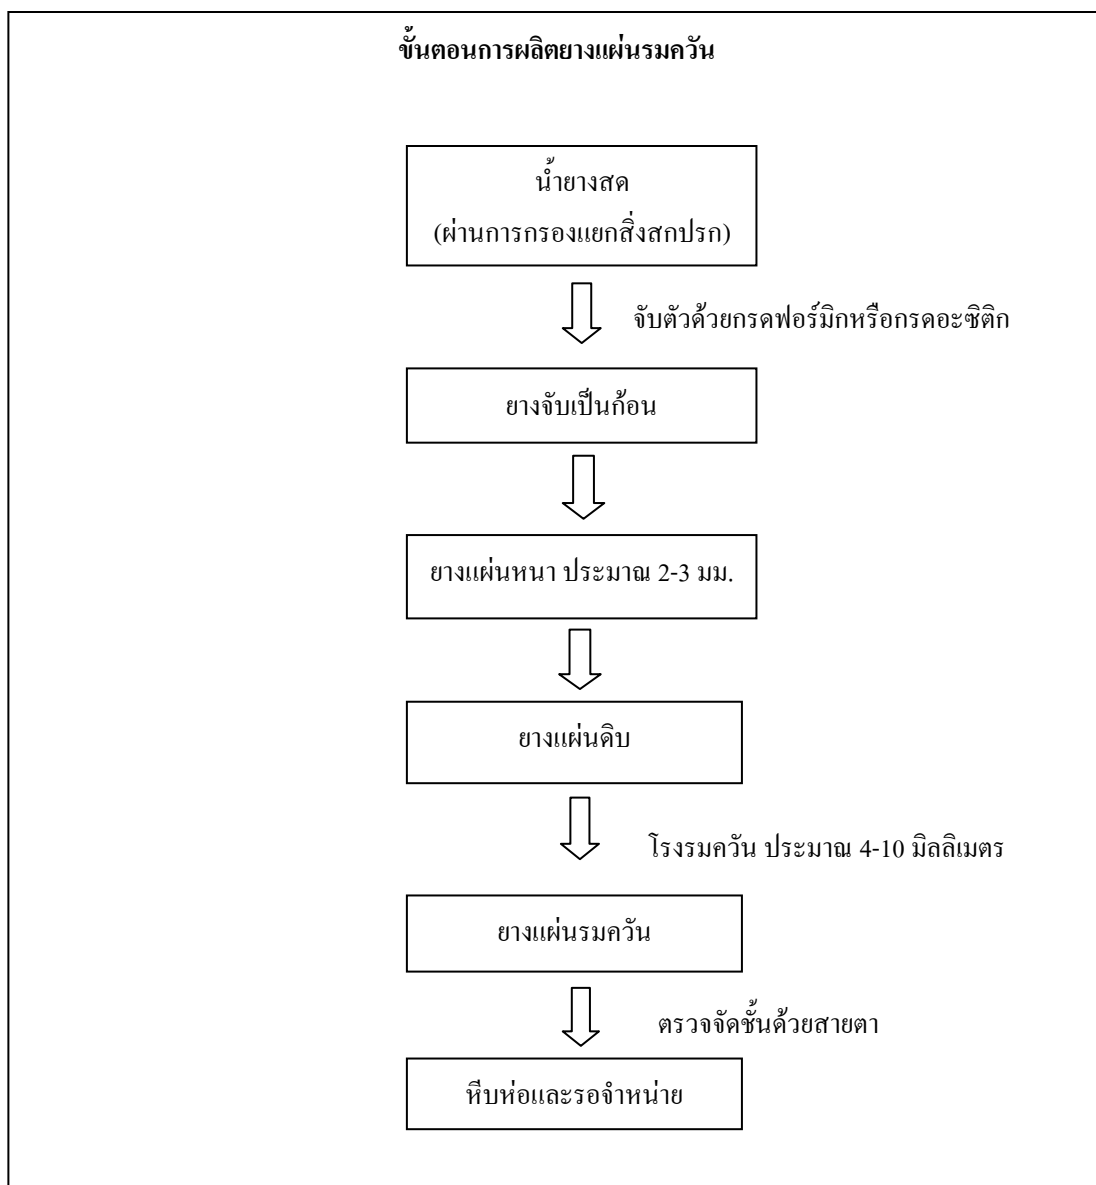 ขั้นตอนการผลิตยางแผ่นรมควัน
น้ำยางสด
(ผ่านการกรองแยกสิ่งสกปรก)
จับตัวด้วยกรดฟอร์มิกหรือกรดอะซิติก
ยางจับเป็นก้อน
ยางแผ่นหนา ประมาณ 2-3 มม.
ยางแผ่นดิบ
โรงรมควัน ประมาณ 4-10 มิลลิเมตร
ยางแผ่นรมควัน
ตรวจจัดชั้นด้วยสายตา
หีบห่อและรอจำหน่าย